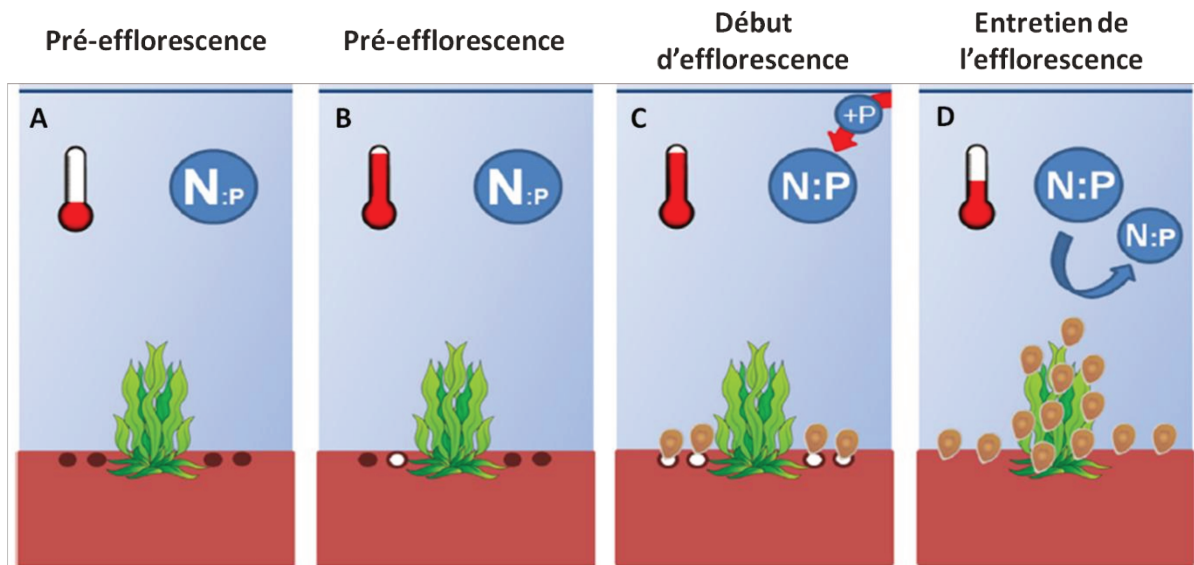 Pré-efflorescence
Pré-efflorescence
Début
d'efflorescence
Entretien de
l'efflorescence
A
N:P
B
N:P
C
+P
N:P
D
N:P
N:P